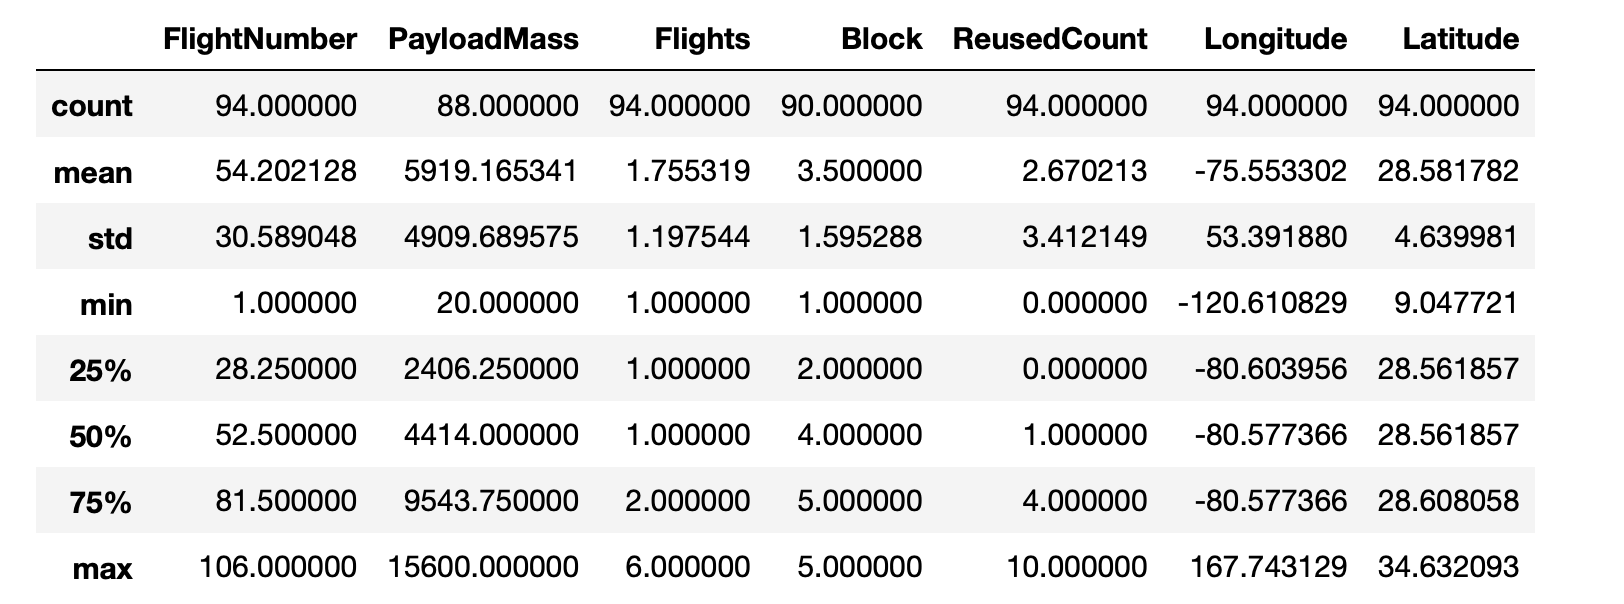 FlightNumber PayloadMass Flights Block ReusedCount Longitude Latitude
count 94.000000 88.000000 94.000000 90.000000 94.000000 94.000000 94.000000
mean 54.202128 5919.165341 1.755319 3.500000 2.670213 -75.553302 28.581782
std 30.589048 4909.689575 1.197544 1.595288 3.412149 53.391880 4.639981
min 1.000000 20.000000 1.000000 1.000000 0.000000 -120.610829 9.047721
25% 28.250000 2406.250000 1.000000 2.000000 0.000000 -80.603956 28.561857
50% 52.500000 4414.000000 1.000000 4.000000 1.000000 -80.577366 28.561857
75% 81.500000 9543.750000 2.000000 5.000000 4.000000 -80.577366 28.608058
max 106.000000 15600.000000 6.000000 5.000000 10.000000 167.743129 34.632093